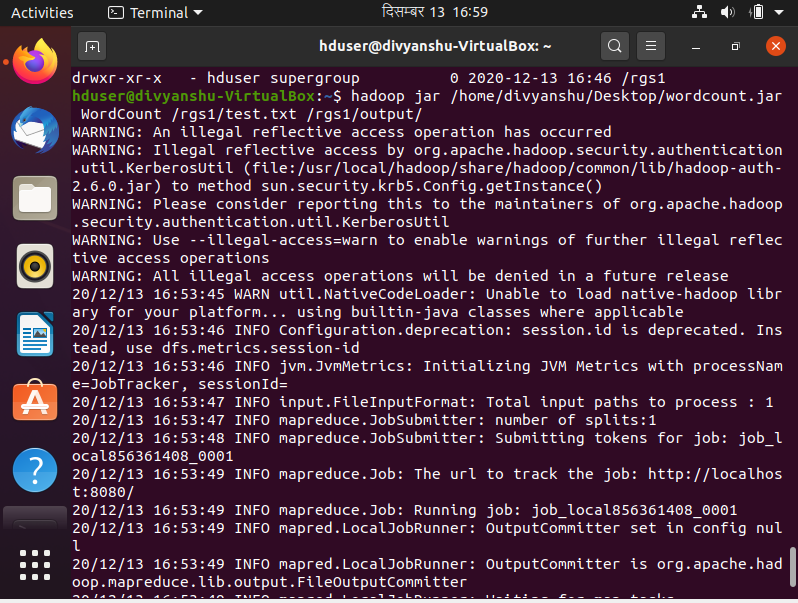 Activities
Terminal
दिसम्बर 13 16:59
hduser@divyanshu-VirtualBox: ~
drwxr-xr-x   - hduser supergroup          0 2020-12-13 16:46 /rgs1
hduser@divyanshu-VirtualBox:~$ hadoop jar /home/divyanshu/Desktop/wordcount.jar
 WordCount /rgs1/test.txt /rgs1/output/
WARNING: An illegal reflective access operation has occurred
WARNING: Illegal reflective access by org.apache.hadoop.security.authentication
.util.KerberosUtil (file:/usr/local/hadoop/share/hadoop/common/lib/hadoop-auth-
2.6.0.jar) to method sun.security.krb5.Config.getInstance()
WARNING: Please consider reporting this to the maintainers of org.apache.hadoop
.security.authentication.util.KerberosUtil
WARNING: Use --illegal-access=warn to enable warnings of further illegal reflec
tive access operations
WARNING: All illegal access operations will be denied in a future release
20/12/13 16:53:45 WARN util.NativeCodeLoader: Unable to load native-hadoop libr
ary for your platform... using builtin-java classes where applicable
20/12/13 16:53:46 INFO Configuration.deprecation: session.id is deprecated. Ins
tead, use dfs.metrics.session-id
20/12/13 16:53:46 INFO jvm.JvmMetrics: Initializing JVM Metrics with processNam
e=JobTracker, sessionId=
20/12/13 16:53:47 INFO input.FileInputFormat: Total input paths to process : 1
20/12/13 16:53:47 INFO mapreduce.JobSubmitter: number of splits:1
20/12/13 16:53:48 INFO mapreduce.JobSubmitter: Submitting tokens for job: job_l
ocal856361408_0001
20/12/13 16:53:49 INFO mapreduce.Job: The url to track the job: http://localhos
t:8080/
20/12/13 16:53:49 INFO mapreduce.Job: Running job: job_local856361408_0001
20/12/13 16:53:49 INFO mapred.LocalJobRunner: OutputCommitter set in config nul
l
20/12/13 16:53:49 INFO mapred.LocalJobRunner: OutputCommitter is org.apache.had
oop.mapreduce.lib.output.FileOutputCommitter
20/12/13 16:53:49 INFO mapred.LocalJobRunner: Waiting for map tasks